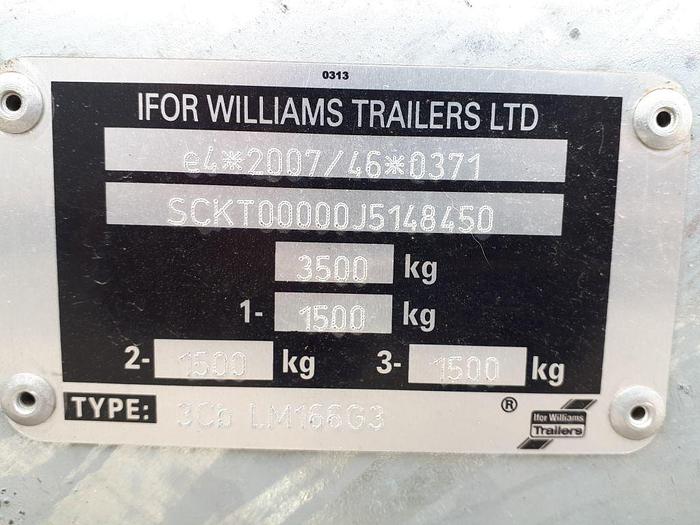 0313
IFOR WILLIAMS TRAILERS LTD
e4*2007/46*0371
SCKT00000J5148450
3500 kg
1- 1500 kg
2- 1500 kg 3- 1500 kg
TYPE: 3Cb LM166G3 ®
Ifor Williams
Trailers